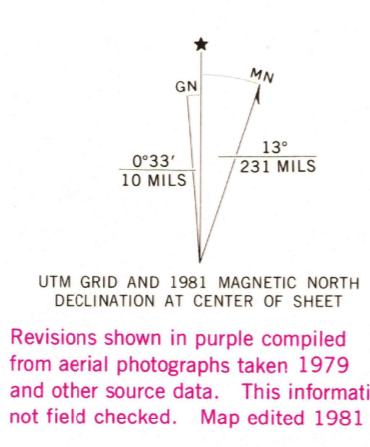 ★
GN MN
0°33′ 13°
10 MILS 231 MILS
UTM GRID AND 1981 MAGNETIC NORTH
DECLINATION AT CENTER OF SHEET
Revisions shown in purple compiled
from aerial photographs taken 1979
and other source data. This informati
not field checked. Map edited 1981